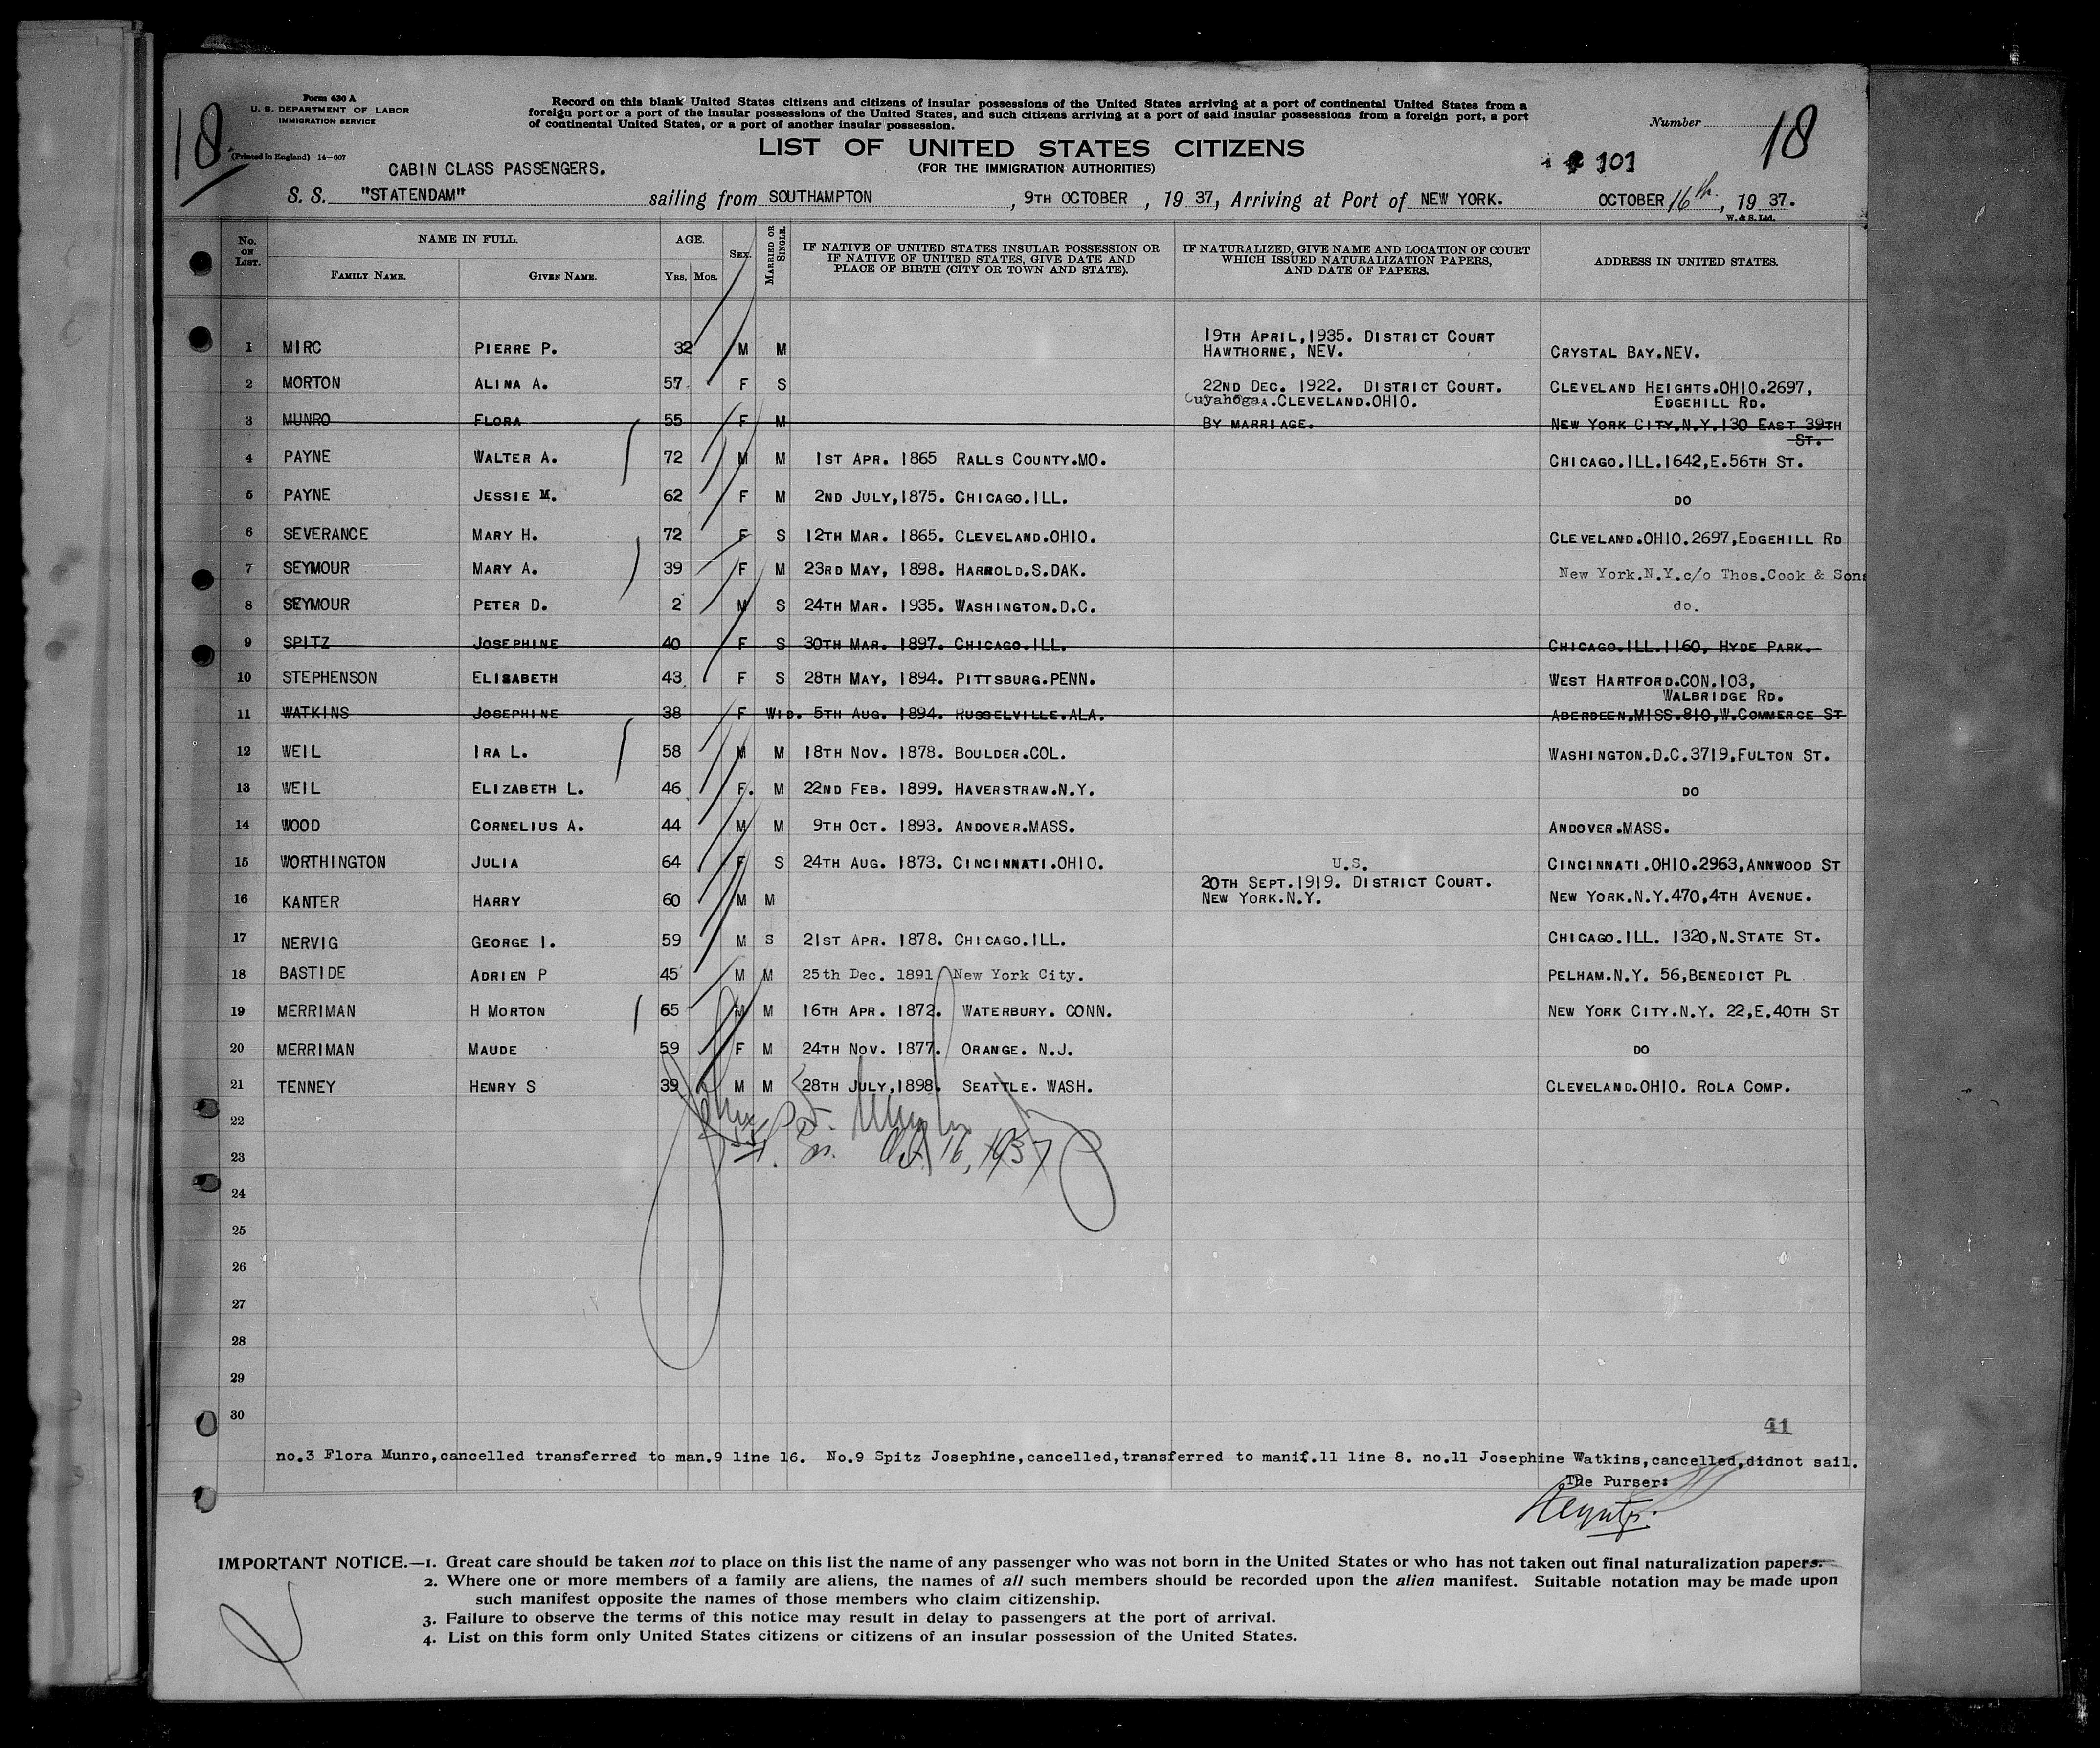 18
Form 630 A
U. S. DEPARTMENT OF LABOR
IMMIGRATION SERVICE
(Printed in England) 14-607
Record on this blank United States citizens and citizens of insular possessions of the United States arriving at a port of continental United States from a
foreign port or a port of the insular possessions of the United States, and such citizens arriving at a port of said insular possessions from a foreign port, a port
of continental United States, or a port of another insular possession.
Number 18
LIST OF UNITED STATES CITIZENS
(FOR THE IMMIGRATION AUTHORITIES)
101
CABIN CLASS PASSENGERS.
S. S. "STATENDAM" sailing from SOUTHAMPTON, 9TH OCTOBER, 19 37, Arriving at Port of NEW YORK. OCTOBER 16th, 19 37.
W. & S. Ltd.
No. ON LIST. NAME IN FULL. AGE. SEX. MARRIED OR SINGLE. IF NATIVE OF UNITED STATES INSULAR POSSESSION OR IF NATIVE OF UNITED STATES, GIVE DATE AND PLACE OF BIRTH (CITY OR TOWN AND STATE). IF NATURALIZED, GIVE NAME AND LOCATION OF COURT WHICH ISSUED NATURALIZATION PAPERS, AND DATE OF PAPERS. ADDRESS IN UNITED STATES.
FAMILY NAME. GIVEN NAME. YRS. MOS.
1 MIRC PIERRE P. 32 M M 19TH APRIL,1935. DISTRICT COURT HAWTHORNE, NEV. CRYSTAL BAY.NEV.
2 MORTON ALINA A. 57 F S 22ND DEC. 1922. DISTRICT COURT. Cuyahoga.CLEVELAND.OHIO. CLEVELAND HEIGHTS.OHIO.2697, EDGEHILL RD.
3 MUNRO FLORA 55 F M BY MARRIAGE. NEW YORK CITY.N.Y.130 EAST 39TH ST.
4 PAYNE WALTER A. 72 M M 1ST APR. 1865 RALLS COUNTY.MO. CHICAGO.ILL.1642,E.56TH ST.
5 PAYNE JESSIE M. 62 F M 2ND JULY,1875. CHICAGO.ILL. DO
6 SEVERANCE MARY H. 72 F S 12TH MAR. 1865. CLEVELAND.OHIO. CLEVELAND.OHIO.2697,EDGEHILL RD
7 SEYMOUR MARY A. 39 F M 23RD MAY, 1898. HARROLD.S.DAK. New York.N.Y.c/o Thos.Cook & Sons
8 SEYMOUR PETER D. 2 M S 24TH MAR. 1935. WASHINGTON.D.C. do.
9 SPITZ JOSEPHINE 40 F S 30TH MAR. 1897. CHICAGO.ILL. CHICAGO.ILL.1160, HYDE PARK.
10 STEPHENSON ELISABETH 43 F S 28TH MAY, 1894. PITTSBURG.PENN. WEST HARTFORD.CON.103, WALBRIDGE RD.
11 WATKINS JOSEPHINE 38 F WID. 5TH AUG. 1894. RUSSELVILLE.ALA. ABERDEEN.MISS.810,W.COMMERCE ST
12 WEIL IRA L. 58 M M 18TH NOV. 1878. BOULDER.COL. WASHINGTON.D.C.3719,FULTON ST.
13 WEIL ELIZABETH L. 46 F. M 22ND FEB. 1899. HAVERSTRAW.N.Y. DO
14 WOOD CORNELIUS A. 44 M M 9TH OCT. 1893. ANDOVER.MASS. ANDOVER.MASS.
15 WORTHINGTON JULIA 64 F S 24TH AUG. 1873. CINCINNATI.OHIO. U.S. CINCINNATI.OHIO.2963,ANNWOOD ST
16 KANTER HARRY 60 M M 20TH SEPT.1919. DISTRICT COURT. NEW YORK.N.Y. NEW YORK.N.Y.470,4TH AVENUE.
17 NERVIG GEORGE I. 59 M S 21ST APR. 1878. CHICAGO.ILL. CHICAGO.ILL. 1320,N.STATE ST.
18 BASTIDE ADRIEN P 45 M M 25th Dec. 1891 New York City. PELHAM.N.Y. 56,BENEDICT PL
19 MERRIMAN H MORTON 65 M M 16TH APR. 1872. WATERBURY. CONN. NEW YORK CITY.N.Y. 22,E.40TH ST
20 MERRIMAN MAUDE 59 F M 24TH NOV. 1877. ORANGE. N.J. DO
21 TENNEY HENRY S 39 M M 28TH JULY,1898. SEATTLE. WASH. CLEVELAND.OHIO. ROLA COMP.
22
23 Oct 16, 1937
24
25
26
27
28
29
30
41
no.3 Flora Munro,cancelled transferred to man.9 line 16. No.9 Spitz Josephine,cancelled,transferred to manif.11 line 8. no.11 Josephine Watkins,cancelled,didnot sail.
The Purser:
IMPORTANT NOTICE.—1. Great care should be taken not to place on this list the name of any passenger who was not born in the United States or who has not taken out final naturalization papers.
2. Where one or more members of a family are aliens, the names of all such members should be recorded upon the alien manifest. Suitable notation may be made upon
such manifest opposite the names of those members who claim citizenship.
3. Failure to observe the terms of this notice may result in delay to passengers at the port of arrival.
4. List on this form only United States citizens or citizens of an insular possession of the United States.